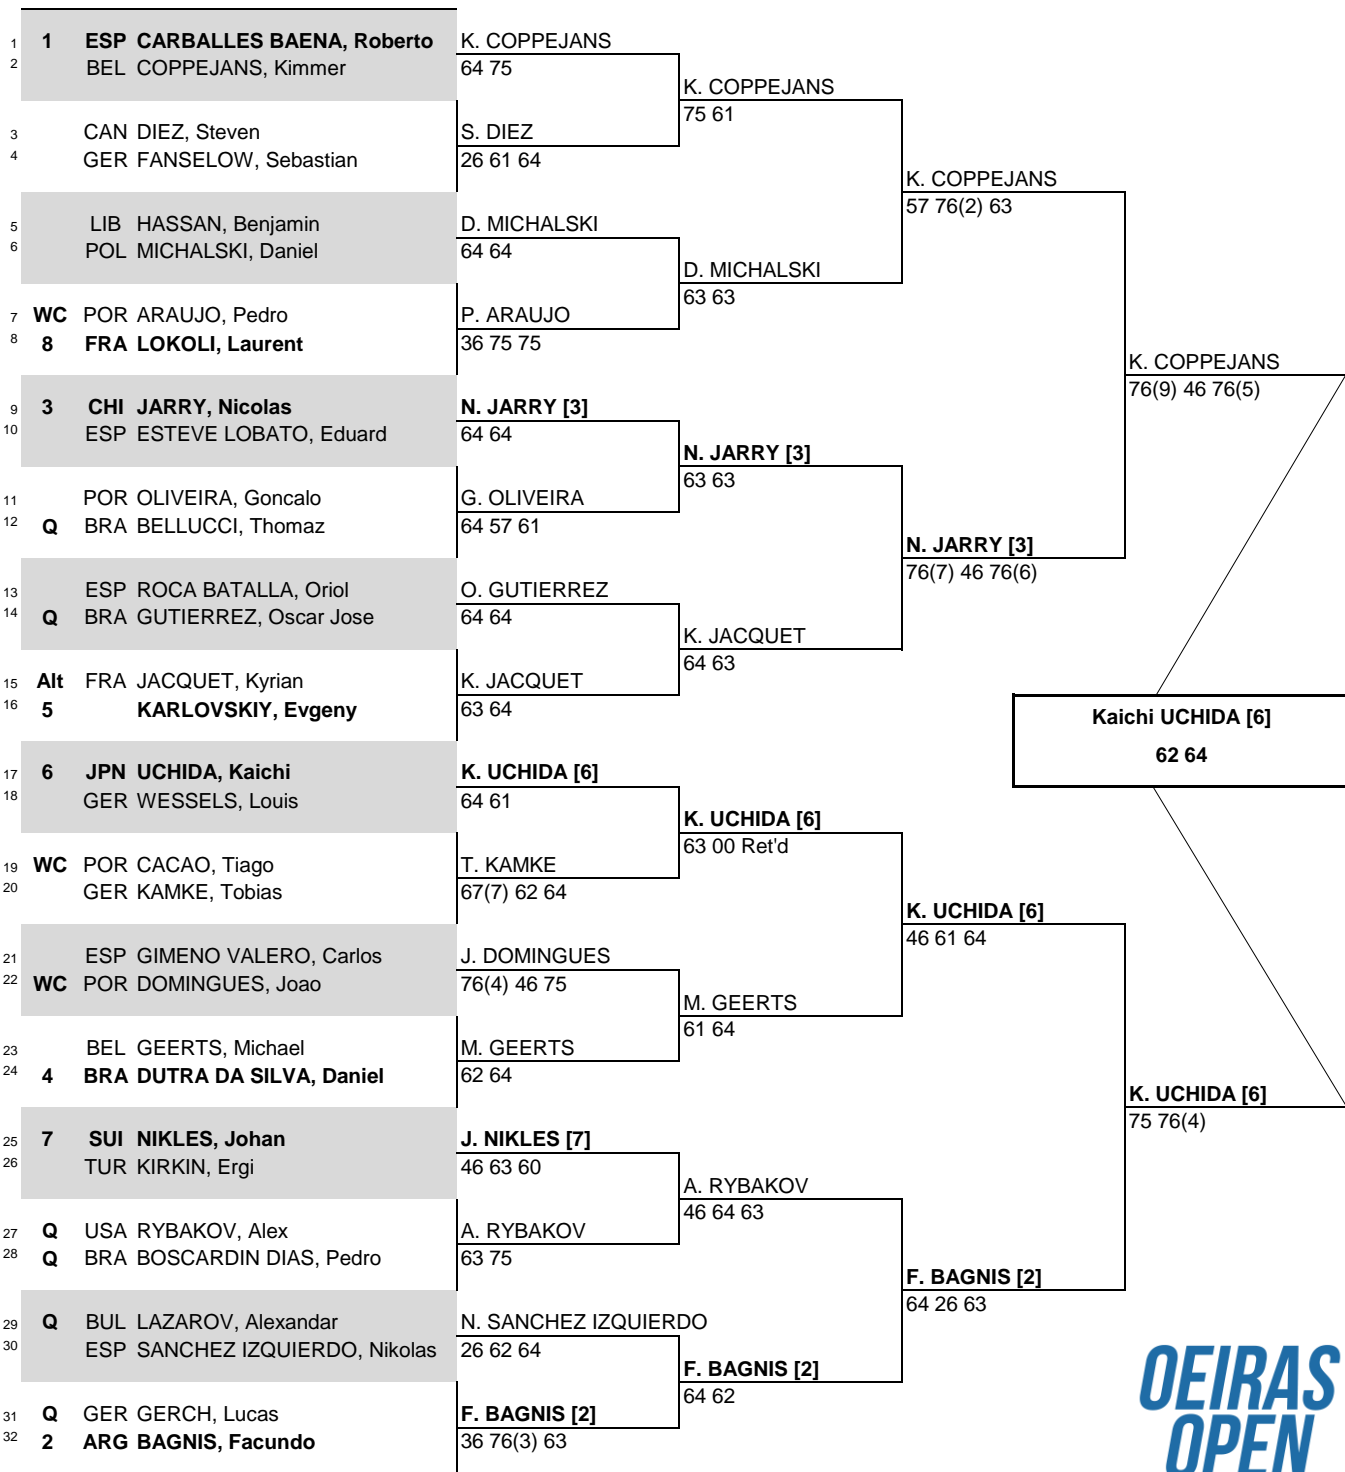 1 1 ESP CARBALLES BAENA, Roberto
2 BEL COPPEJANS, Kimmer
3 CAN DIEZ, Steven
4 GER FANSELOW, Sebastian
5 LIB HASSAN, Benjamin
6 POL MICHALSKI, Daniel
7 WC POR ARAUJO, Pedro
8 8 FRA LOKOLI, Laurent
9 3 CHI JARRY, Nicolas
10 ESP ESTEVE LOBATO, Eduard
11 POR OLIVEIRA, Goncalo
12 Q BRA BELLUCCI, Thomaz
13 ESP ROCA BATALLA, Oriol
14 Q BRA GUTIERREZ, Oscar Jose
15 Alt FRA JACQUET, Kyrian
16 5 KARLOVSKIY, Evgeny
17 6 JPN UCHIDA, Kaichi
18 GER WESSELS, Louis
19 WC POR CACAO, Tiago
20 GER KAMKE, Tobias
21 ESP GIMENO VALERO, Carlos
22 WC POR DOMINGUES, Joao
23 BEL GEERTS, Michael
24 4 BRA DUTRA DA SILVA, Daniel
25 7 SUI NIKLES, Johan
26 TUR KIRKIN, Ergi
27 Q USA RYBAKOV, Alex
28 Q BRA BOSCARDIN DIAS, Pedro
29 Q BUL LAZAROV, Alexandar
30 ESP SANCHEZ IZQUIERDO, Nikolas
31 Q GER GERCH, Lucas
32 2 ARG BAGNIS, Facundo
K. COPPEJANS
64 75
S. DIEZ
26 61 64
D. MICHALSKI
64 64
P. ARAUJO
36 75 75
N. JARRY [3]
64 64
G. OLIVEIRA
64 57 61
O. GUTIERREZ
64 64
K. JACQUET
63 64
K. UCHIDA [6]
64 61
T. KAMKE
67(7) 62 64
J. DOMINGUES
76(4) 46 75
M. GEERTS
62 64
J. NIKLES [7]
46 63 60
A. RYBAKOV
63 75
N. SANCHEZ IZQUIERDO
26 62 64
F. BAGNIS [2]
36 76(3) 63
K. COPPEJANS
75 61
D. MICHALSKI
63 63
N. JARRY [3]
63 63
K. JACQUET
64 63
K. UCHIDA [6]
63 00 Ret'd
M. GEERTS
61 64
A. RYBAKOV
46 64 63
F. BAGNIS [2]
64 62
K. COPPEJANS
57 76(2) 63
N. JARRY [3]
76(7) 46 76(6)
K. UCHIDA [6]
46 61 64
F. BAGNIS [2]
64 26 63
K. COPPEJANS
76(9) 46 76(5)
K. UCHIDA [6]
75 76(4)
Kaichi UCHIDA [6]
62 64
OEIRAS
OPEN